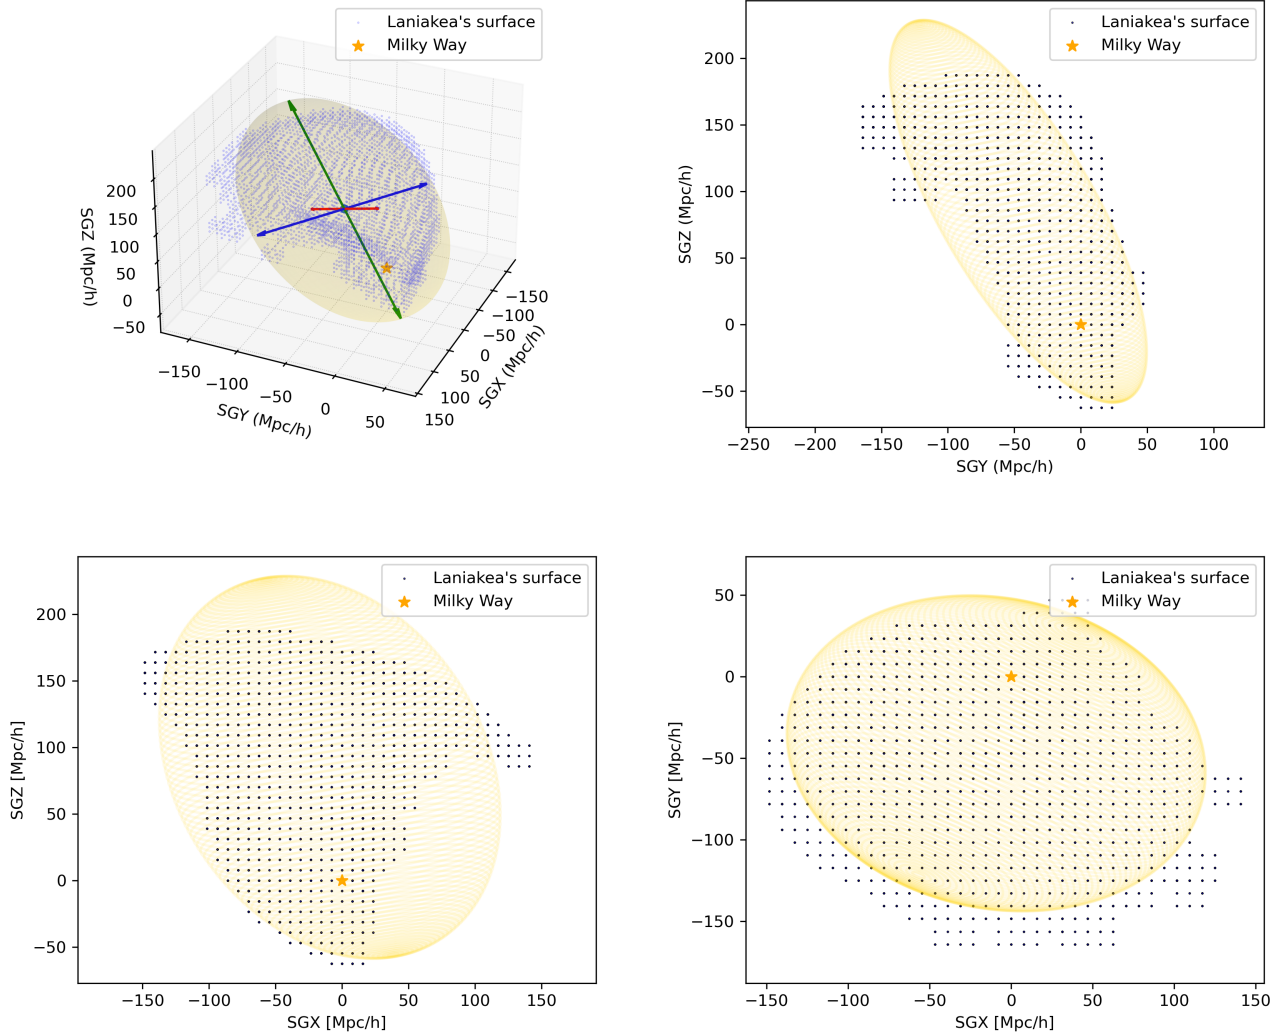 Laniakea's surface
Milky Way
200
150
100
50
0
−50
SGZ (Mpc/h)
−150
−100
−50
0
50
SGY (Mpc/h)
−150
−100
−50
0
50
100
150
SGX (Mpc/h)
Laniakea's surface
Milky Way
200
150
100
50
0
−50
SGZ (Mpc/h)
−250 −200 −150 −100 −50 0 50 100
SGY (Mpc/h)
Laniakea's surface
Milky Way
200
150
100
50
0
−50
SGZ [Mpc/h]
−150 −100 −50 0 50 100 150
SGX [Mpc/h]
Laniakea's surface
Milky Way
50
0
−50
−100
−150
SGY [Mpc/h]
−150 −100 −50 0 50 100 150
SGX [Mpc/h]